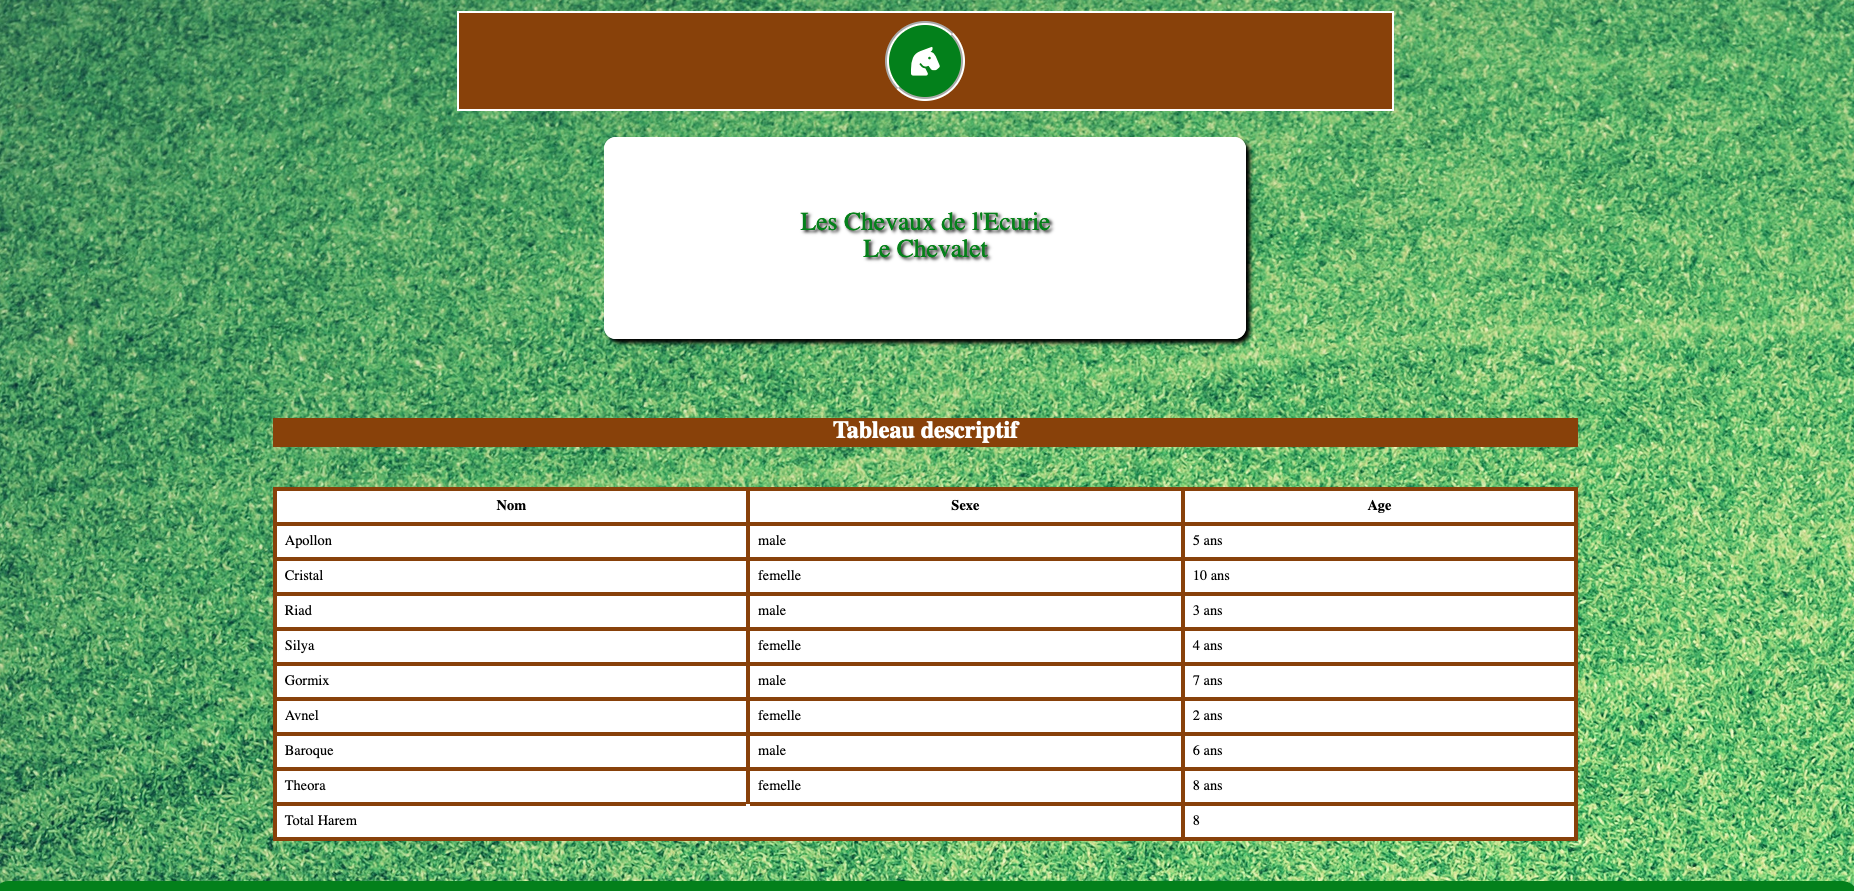 Les Chevaux de l'Ecurie
Le Chevalet
Tableau descriptif
Nom Sexe Age
Apollon male 5 ans
Cristal femelle 10 ans
Riad male 3 ans
Silya femelle 4 ans
Gormix male 7 ans
Avnel femelle 2 ans
Baroque male 6 ans
Theora femelle 8 ans
Total Harem 8